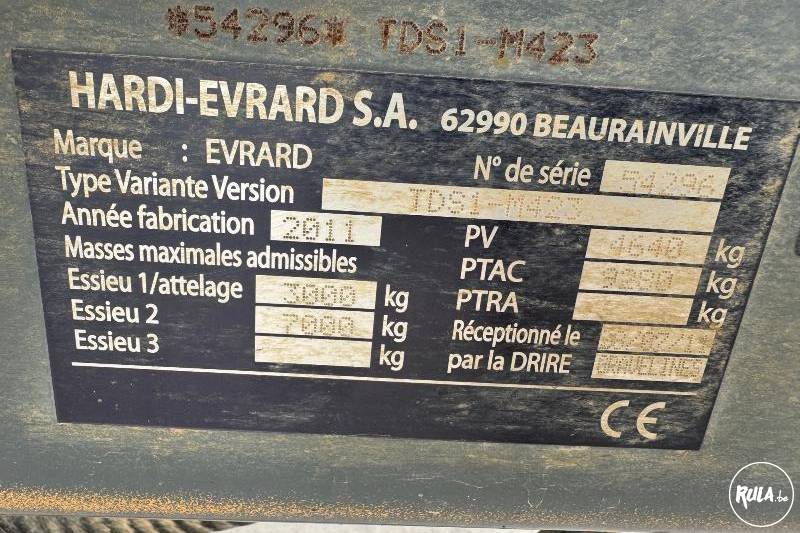 *54296* TDS1-M423
HARDI-EVRARD S.A. 62990 BEAURAINVILLE
Marque : EVRARD
N° de série 54296
Type Variante Version TDS1-M423
Année fabrication 2011
PV 4640 kg
Masses maximales admissibles
PTAC kg
Essieu 1/attelage 3000 kg
PTRA kg
Essieu 2 7000 kg
Réceptionné le
Essieu 3 kg
par la DRIRE
CE
RULA.be